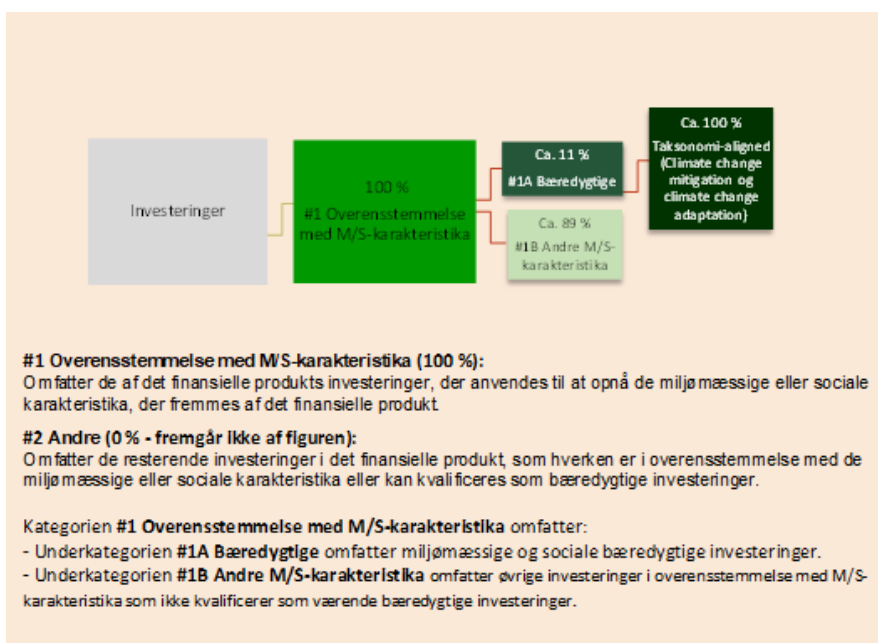 Investeringer
100 %
#1 Overensstemmelse
med M/S-karakteristika
Ca. 11 %
#1A Bæredygtige
Ca. 89 %
#1B Andre M/S-
karakteristika
Ca. 100 %
Taksonomi-aligned
(Climate change
mitigation og
climate change
adaptation)
#1 Overensstemmelse med M/S-karakteristika (100 %):
Omfatter de af det finansielle produkts investeringer, der anvendes til at opnå de miljømæssige eller sociale
karakteristika, der fremmes af det finansielle produkt.
#2 Andre (0 % - fremgår ikke af figuren):
Omfatter de resterende investeringer i det finansielle produkt, som hverken er i overensstemmelse med de
miljømæssige eller sociale karakteristika eller kan kvalificeres som bæredygtige investeringer.
Kategorien #1 Overensstemmelse med M/S-karakteristika omfatter:
- Underkategorien #1A Bæredygtige omfatter miljømæssige og sociale bæredygtige investeringer.
- Underkategorien #1B Andre M/S-karakteristika omfatter øvrige investeringer i overensstemmelse med M/S-
karakteristika som ikke kvalificerer som værende bæredygtige investeringer.